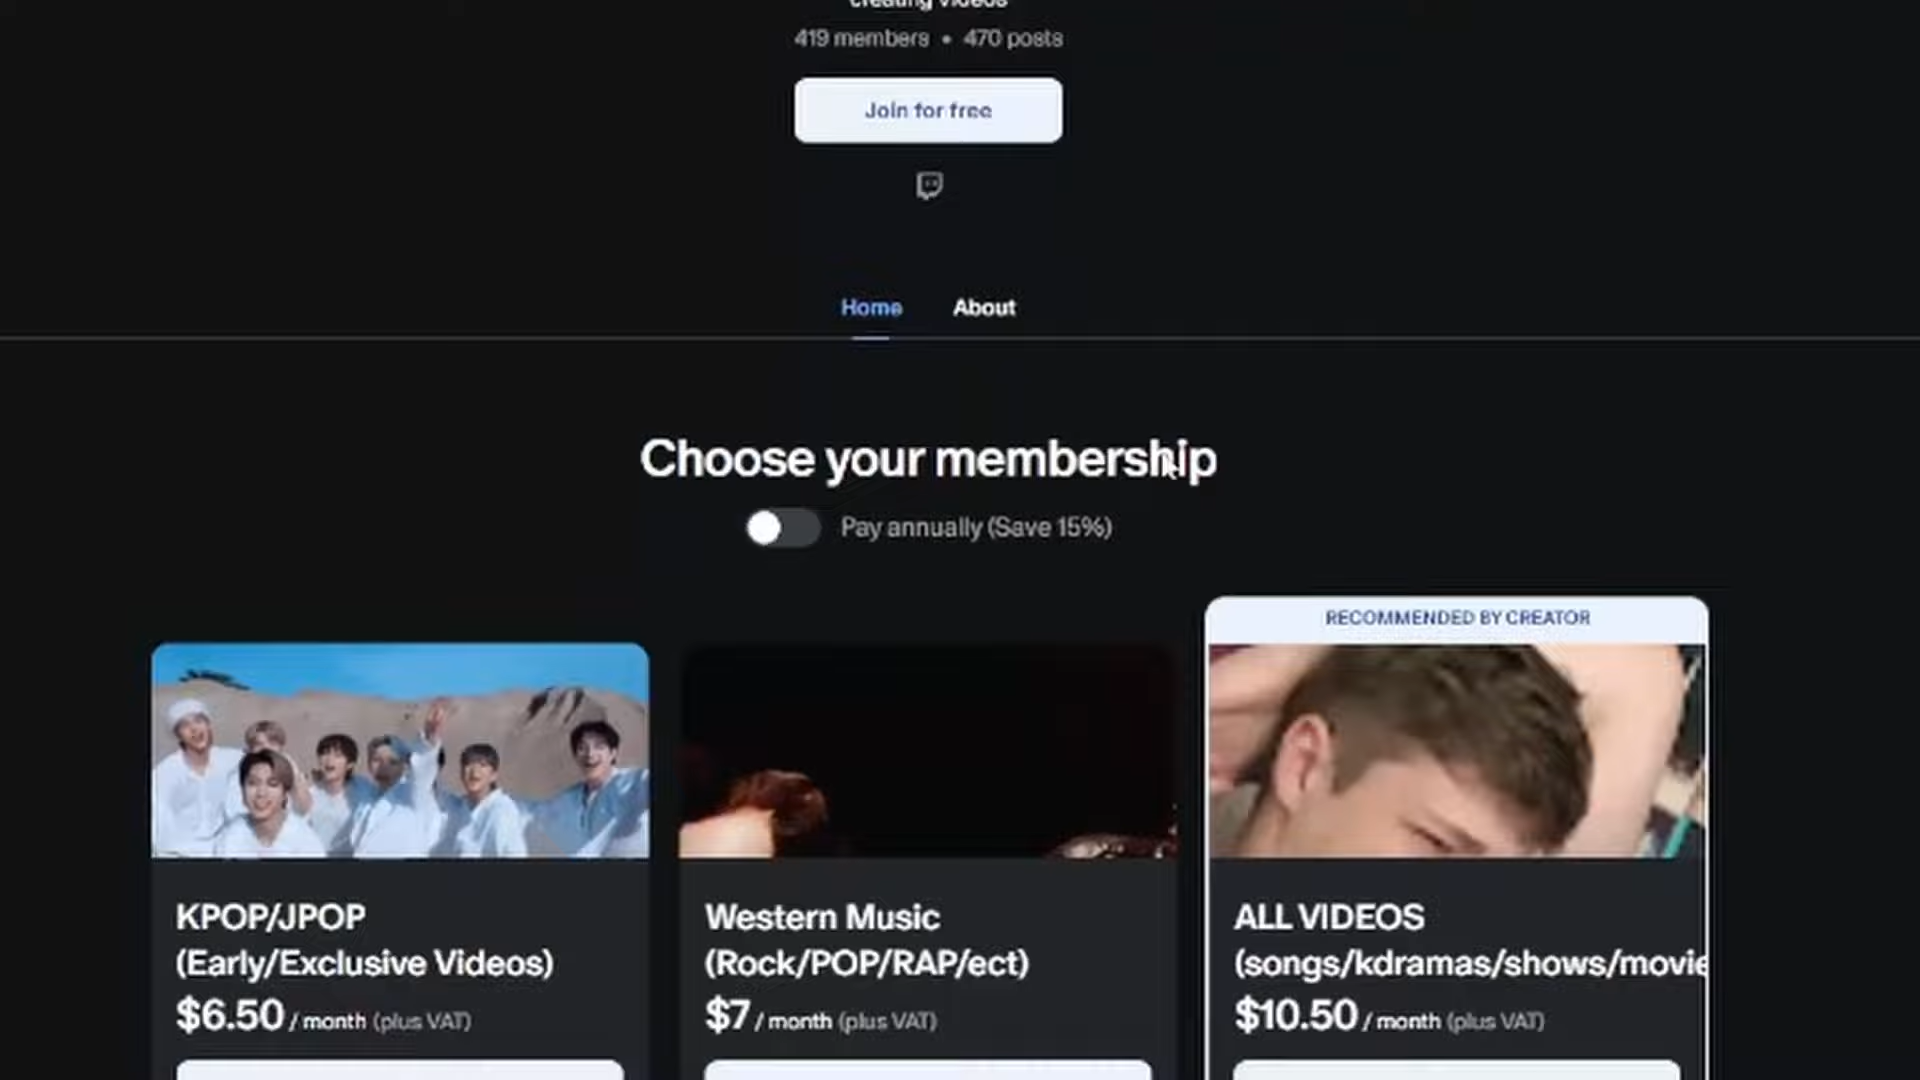 creating videos
419 members • 470 posts
Join for free
Home About
Choose your membership
Pay annually (Save 15%)
RECOMMENDED BY CREATOR
KPOP/JPOP
(Early/Exclusive Videos)
$6.50 / month (plus VAT)
Western Music
(Rock/POP/RAP/ect)
$7 / month (plus VAT)
ALL VIDEOS
(songs/kdramas/shows/movie
$10.50 / month (plus VAT)